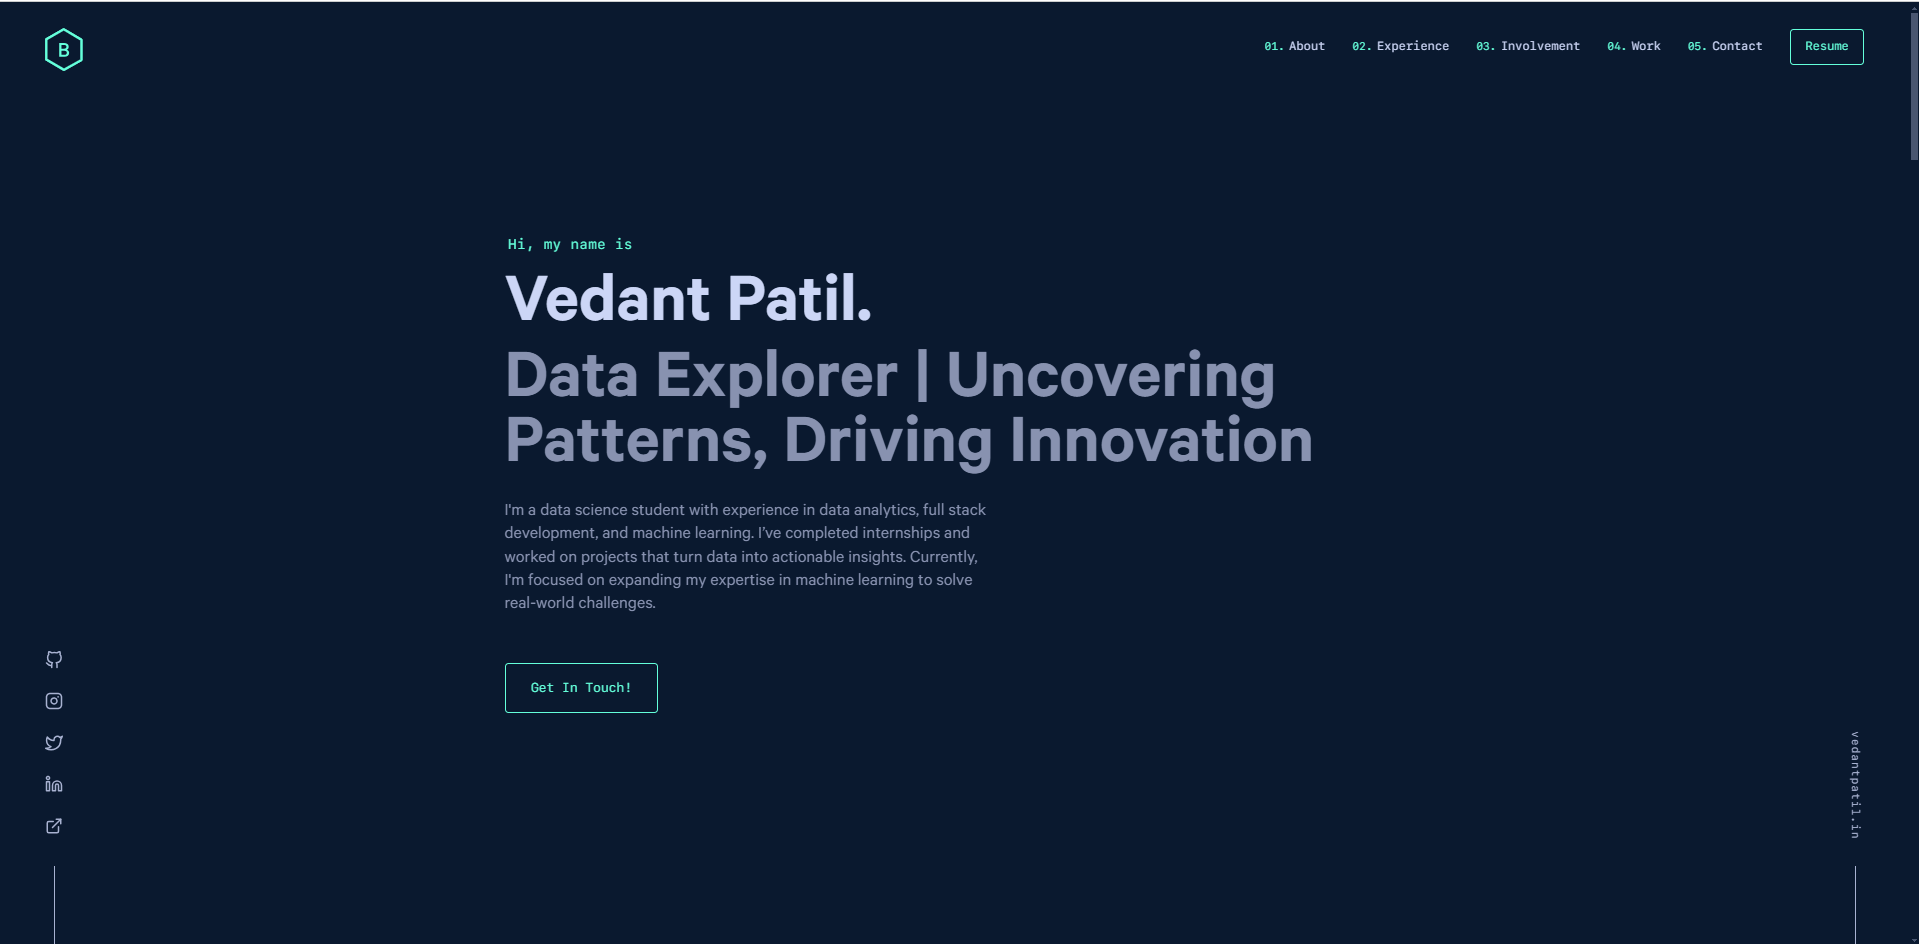 B
01. About 02. Experience 03. Involvement 04. Work 05. Contact Resume
Hi, my name is
Vedant Patil.
Data Explorer | Uncovering
Patterns, Driving Innovation
I'm a data science student with experience in data analytics, full stack
development, and machine learning. I've completed internships and
worked on projects that turn data into actionable insights. Currently,
I'm focused on expanding my expertise in machine learning to solve
real-world challenges.
Get In Touch!
vedantpatil.in